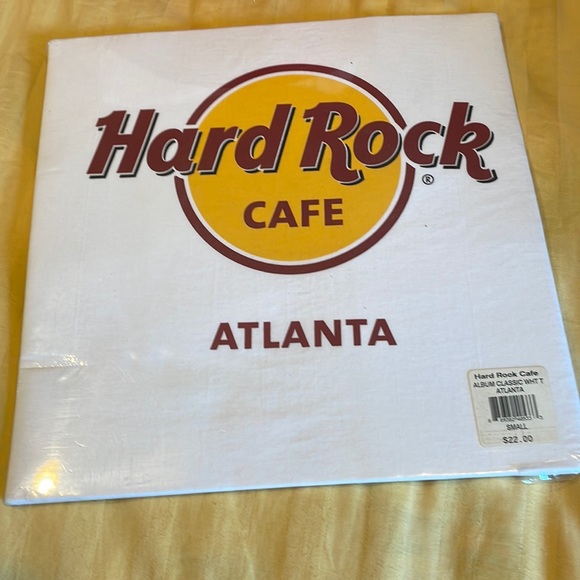 Hard Rock
®
CAFE
ATLANTA
Hard Rock Cafe
ALBUM CLASSIC WHT T
ATLANTA
SMALL
$22.00